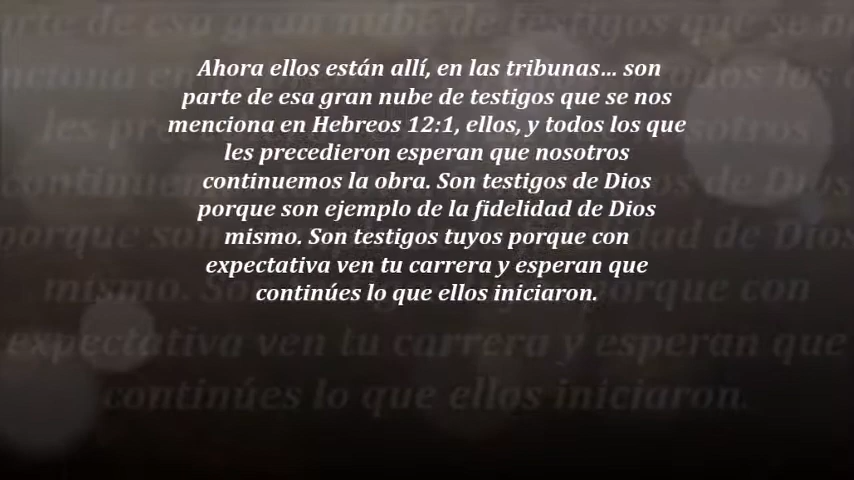 Ahora ellos están allí, en las tribunas... son
parte de esa gran nube de testigos que se nos
menciona en Hebreos 12:1, ellos, y todos los que
les precedieron esperan que nosotros
continuemos la obra. Son testigos de Dios
porque son ejemplo de la fidelidad de Dios
mismo. Son testigos tuyos porque con
expectativa ven tu carrera y esperan que
continúes lo que ellos iniciaron.